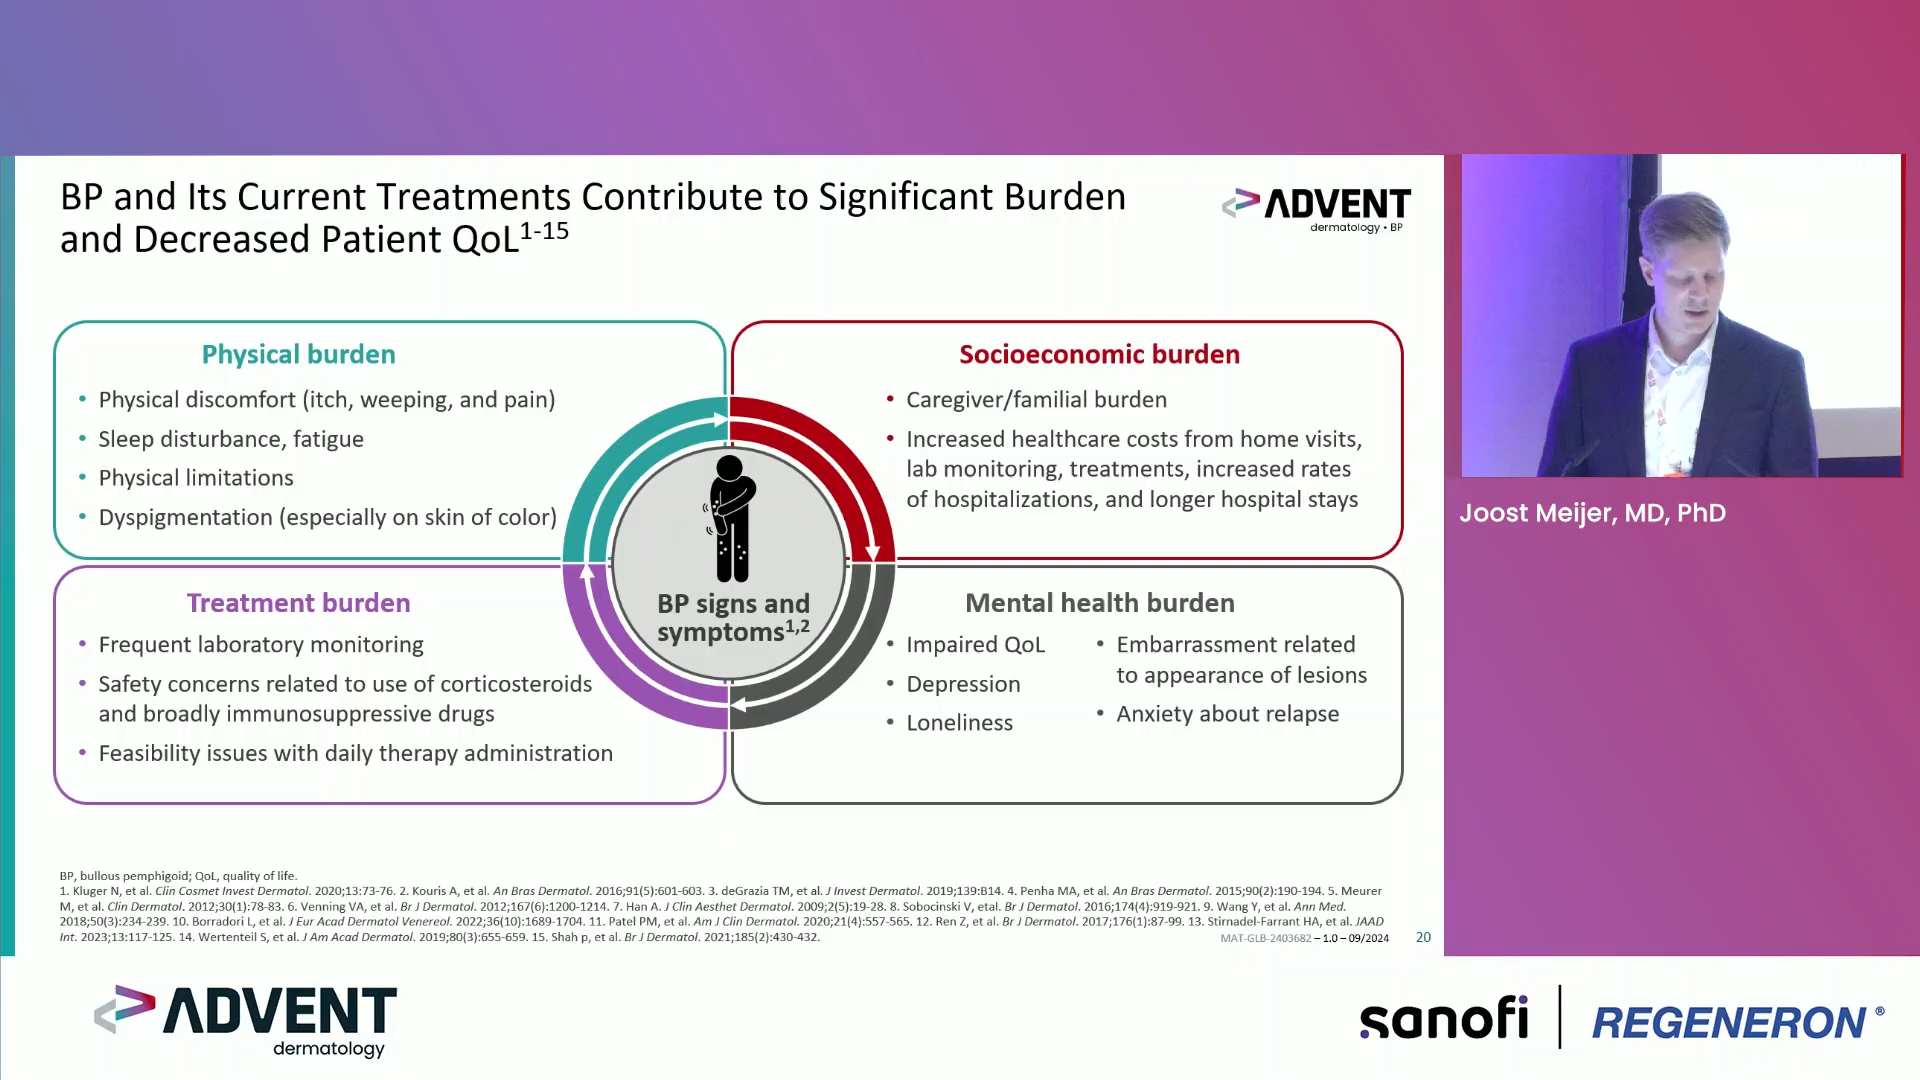 BP and Its Current Treatments Contribute to Significant Burden
and Decreased Patient QoL1-15
ADVENT
dermatology • BP
Physical burden
• Physical discomfort (itch, weeping, and pain)
• Sleep disturbance, fatigue
• Physical limitations
• Dyspigmentation (especially on skin of color)
Socioeconomic burden
• Caregiver/familial burden
• Increased healthcare costs from home visits,
lab monitoring, treatments, increased rates
of hospitalizations, and longer hospital stays
BP signs and
symptoms1,2
Treatment burden
• Frequent laboratory monitoring
• Safety concerns related to use of corticosteroids
and broadly immunosuppressive drugs
• Feasibility issues with daily therapy administration
Mental health burden
• Impaired QoL
• Depression
• Loneliness
• Embarrassment related
to appearance of lesions
• Anxiety about relapse
BP, bullous pemphigoid; QoL, quality of life.
1. Kluger N, et al. Clin Cosmet Invest Dermatol. 2020;13:73-76. 2. Kouris A, et al. An Bras Dermatol. 2016;91(5):601-603. 3. deGrazia TM, et al. J Invest Dermatol. 2019;139:B14. 4. Penha MA, et al. An Bras Dermatol. 2015;90(2):190-194. 5. Meurer
M, et al. Clin Dermatol. 2012;30(1):78-83. 6. Venning VA, et al. Br J Dermatol. 2012;167(6):1200-1214. 7. Han A. J Clin Aesthet Dermatol. 2009;2(5):19-28. 8. Sobocinski V, etal. Br J Dermatol. 2016;174(4):919-921. 9. Wang Y, et al. Ann Med.
2018;50(3):234-239. 10. Borradori L, et al. J Eur Acad Dermatol Venereol. 2022;36(10):1689-1704. 11. Patel PM, et al. Am J Clin Dermatol. 2020;21(4):557-565. 12. Ren Z, et al. Br J Dermatol. 2017;176(1):87-99. 13. Stirnadel-Farrant HA, et al. JAAD
Int. 2023;13:117-125. 14. Wertenteil S, et al. J Am Acad Dermatol. 2019;80(3):655-659. 15. Shah p, et al. Br J Dermatol. 2021;185(2):430-432.
MAT-GLB-2403682 – 1.0 – 09/2024
20
Joost Meijer, MD, PhD
ADVENT
dermatology
sanofi
REGENERON®